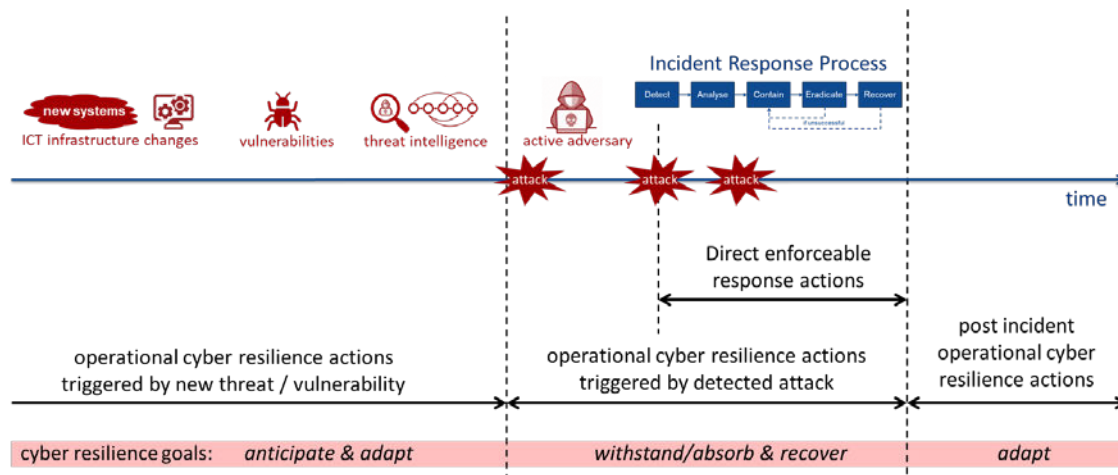 Incident Response Process
Detect
Analyse
Contain
Eradicate
Recover
if unsuccessful
new systems
ICT infrastructure changes
vulnerabilities
threat intelligence
active adversary
attack
attack
attack
time
Direct enforceable
response actions
operational cyber resilience actions
triggered by new threat / vulnerability
operational cyber resilience actions
triggered by detected attack
post incident
operational cyber
resilience actions
cyber resilience goals: anticipate & adapt withstand/absorb & recover adapt